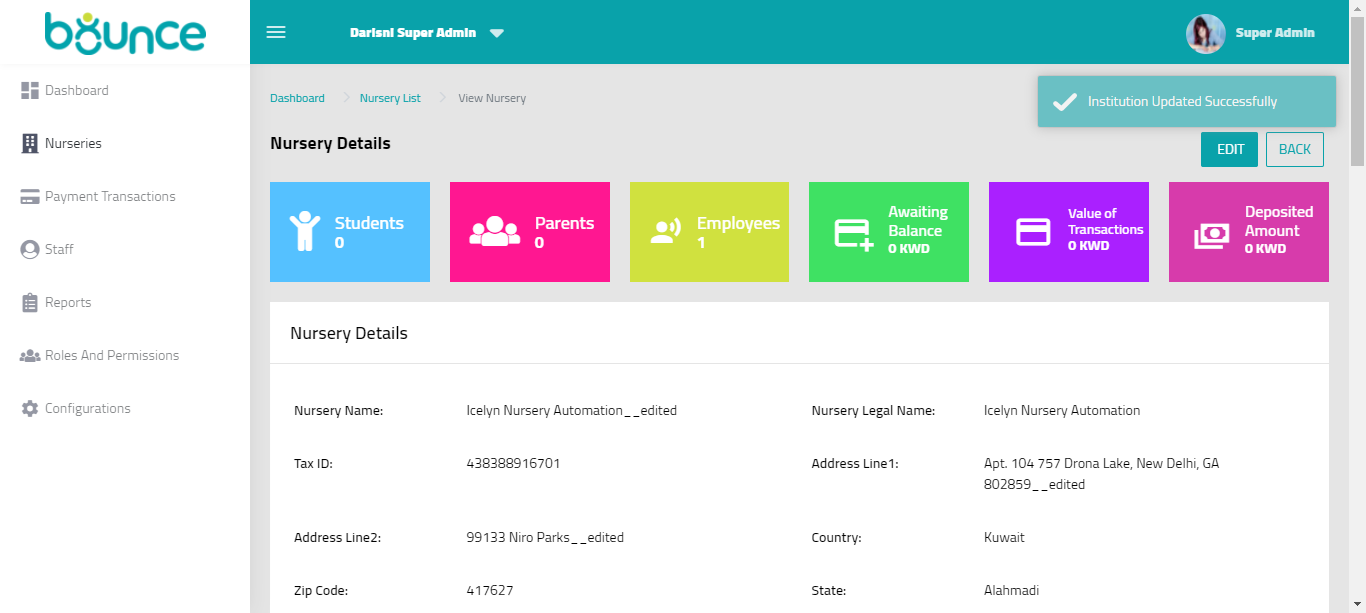 bounce
Darisni Super Admin
Super Admin
Dashboard
Nurseries
Payment Transactions
Staff
Reports
Roles And Permissions
Configurations
Dashboard Nursery List View Nursery
Institution Updated Successfully
Nursery Details
EDIT BACK
Students
0
Parents
0
Employees
1
Awaiting
Balance
0 KWD
Value of
Transactions
0 KWD
Deposited
Amount
0 KWD
Nursery Details
Nursery Name: Icelyn Nursery Automation__edited Nursery Legal Name: Icelyn Nursery Automation
Tax ID: 438388916701 Address Line1: Apt. 104 757 Drona Lake, New Delhi, GA
802859__edited
Address Line2: 99133 Niro Parks__edited Country: Kuwait
Zip Code: 417627 State: Alahmadi